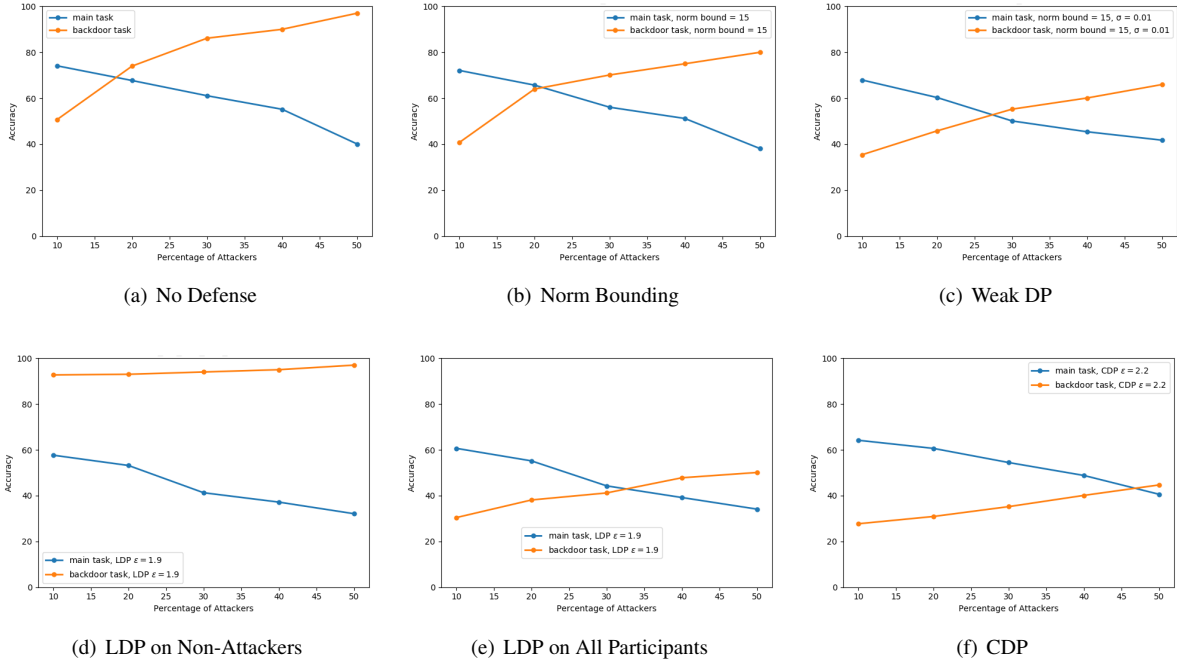 main task
backdoor task
100
80
60
40
20
0
Accuracy
10 15 20 25 30 35 40 45 50
Percentage of Attackers
(a) No Defense
main task, norm bound = 15
backdoor task, norm bound = 15
100
80
60
40
20
0
Accuracy
10 15 20 25 30 35 40 45 50
Percentage of Attackers
(b) Norm Bounding
main task, norm bound = 15, σ = 0.01
backdoor task, norm bound = 15, σ = 0.01
100
80
60
40
20
0
Accuracy
10 15 20 25 30 35 40 45 50
Percentage of Attackers
(c) Weak DP
100
80
60
40
20
0
Accuracy
main task, LDP ε = 1.9
backdoor task, LDP ε = 1.9
10 15 20 25 30 35 40 45 50
Percentage of Attackers
(d) LDP on Non-Attackers
100
80
60
40
20
0
Accuracy
main task, LDP ε = 1.9
backdoor task, LDP ε = 1.9
10 15 20 25 30 35 40 45 50
Percentage of Attackers
(e) LDP on All Participants
main task, CDP ε = 2.2
backdoor task, CDP ε = 2.2
100
80
60
40
20
0
Accuracy
10 15 20 25 30 35 40 45 50
Percentage of Attackers
(f) CDP